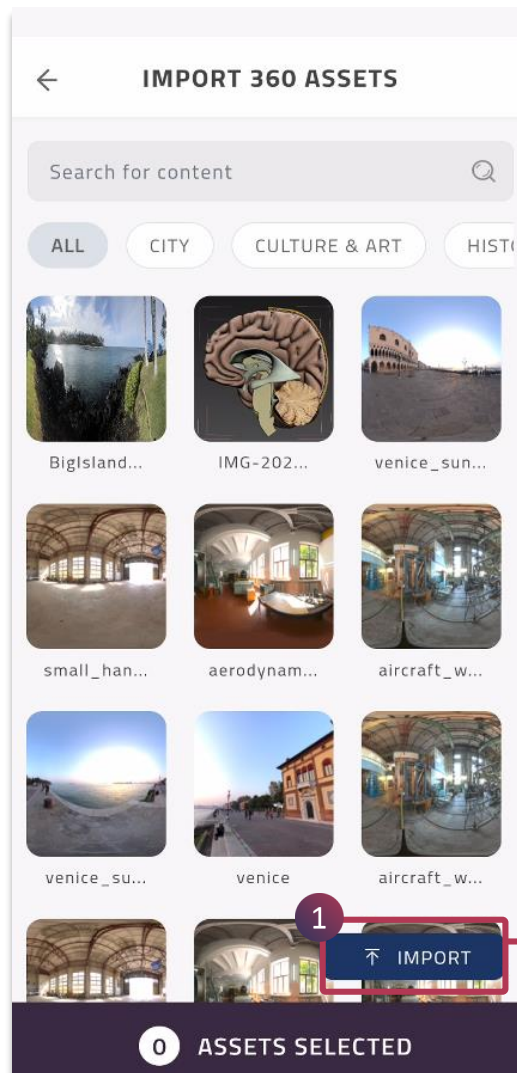 IMPORT 360 ASSETS
Search for content
ALL CITY CULTURE & ART HIST
BigIsland... IMG-202... venice_sun...
small_han... aerodynam... aircraft_w...
venice_su... venice aircraft_w...
1
IMPORT
0 ASSETS SELECTED